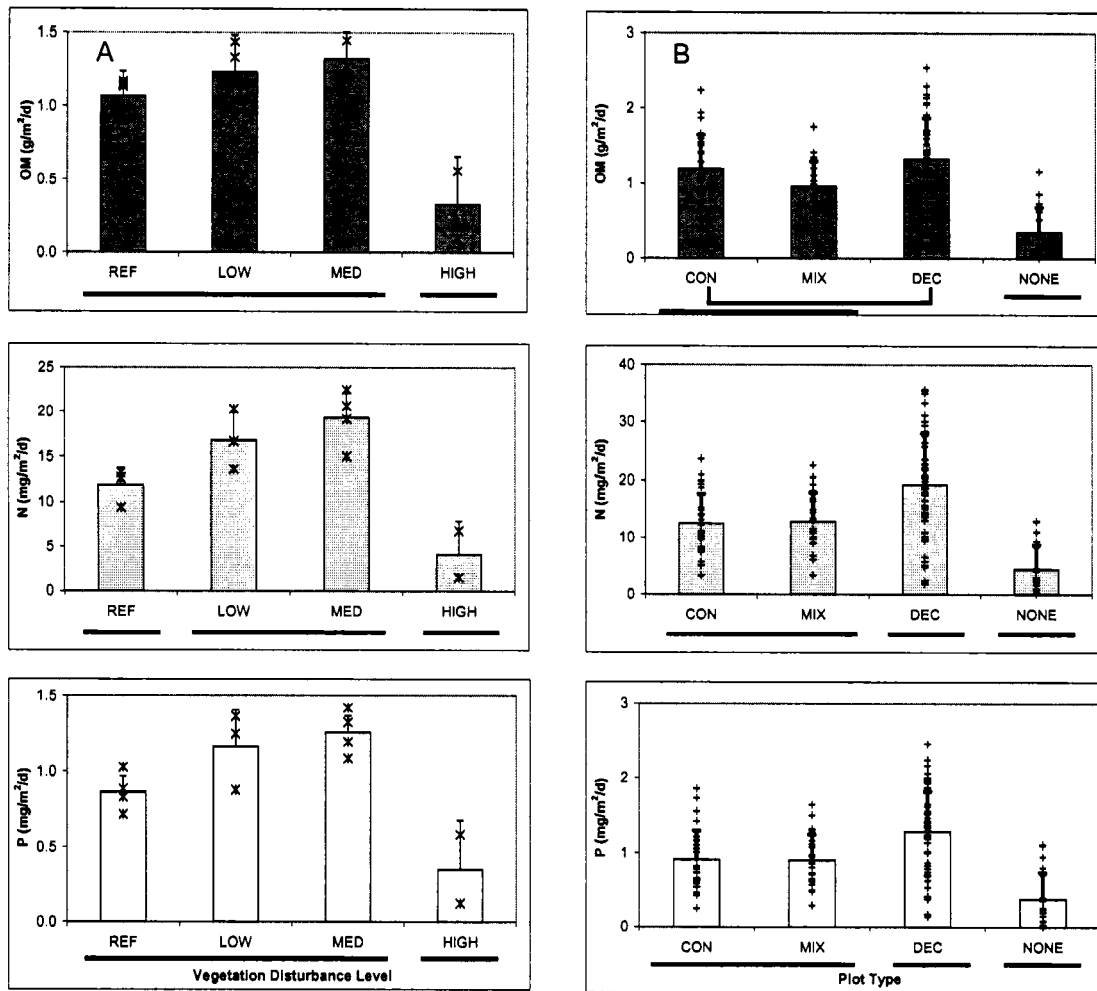 A
OM (g/m²/d)
1.5
1.0
0.5
0.0
REF LOW MED HIGH
B
OM (g/m²/d)
3
2
1
0
CON MIX DEC NONE
N (mg/m²/d)
25
20
15
10
5
0
REF LOW MED HIGH
N (mg/m²/d)
40
30
20
10
0
CON MIX DEC NONE
P (mg/m²/d)
1.5
1.0
0.5
0.0
REF LOW MED HIGH
Vegetation Disturbance Level
P (mg/m²/d)
3
2
1
0
CON MIX DEC NONE
Plot Type